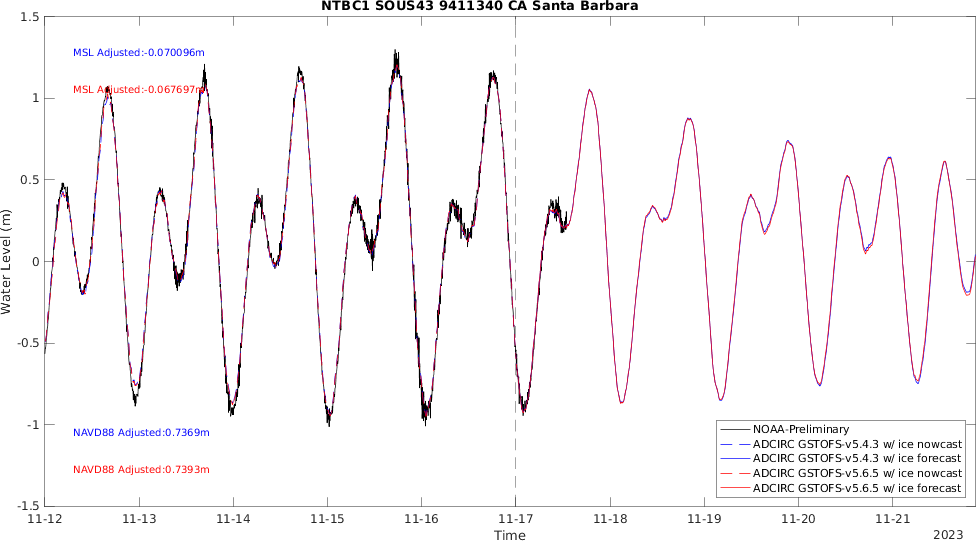 NTBC1 SOUS43 9411340 CA Santa Barbara
1.5
1
0.5
0
-0.5
-1
-1.5
Water Level (m)
MSL Adjusted:-0.070096m
MSL Adjusted:-0.067697m
NAVD88 Adjusted:0.7369m
NAVD88 Adjusted:0.7393m
NOAA-Preliminary
ADCIRC GSTOFS-v5.4.3 w/ ice nowcast
ADCIRC GSTOFS-v5.4.3 w/ ice forecast
ADCIRC GSTOFS-v5.6.5 w/ ice nowcast
ADCIRC GSTOFS-v5.6.5 w/ ice forecast
11-12 11-13 11-14 11-15 11-16 11-17 11-18 11-19 11-20 11-21
Time
2023